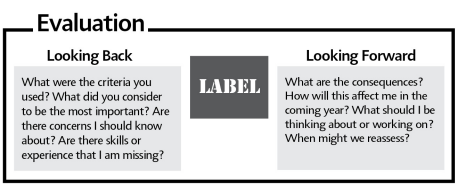 Evaluation
Looking Back
What were the criteria you
used? What did you consider
to be the most important? Are
there concerns I should know
about? Are there skills or
experience that I am missing?
LABEL
Looking Forward
What are the consequences?
How will this affect me in the
coming year? What should I be
thinking about or working on?
When might we reassess?